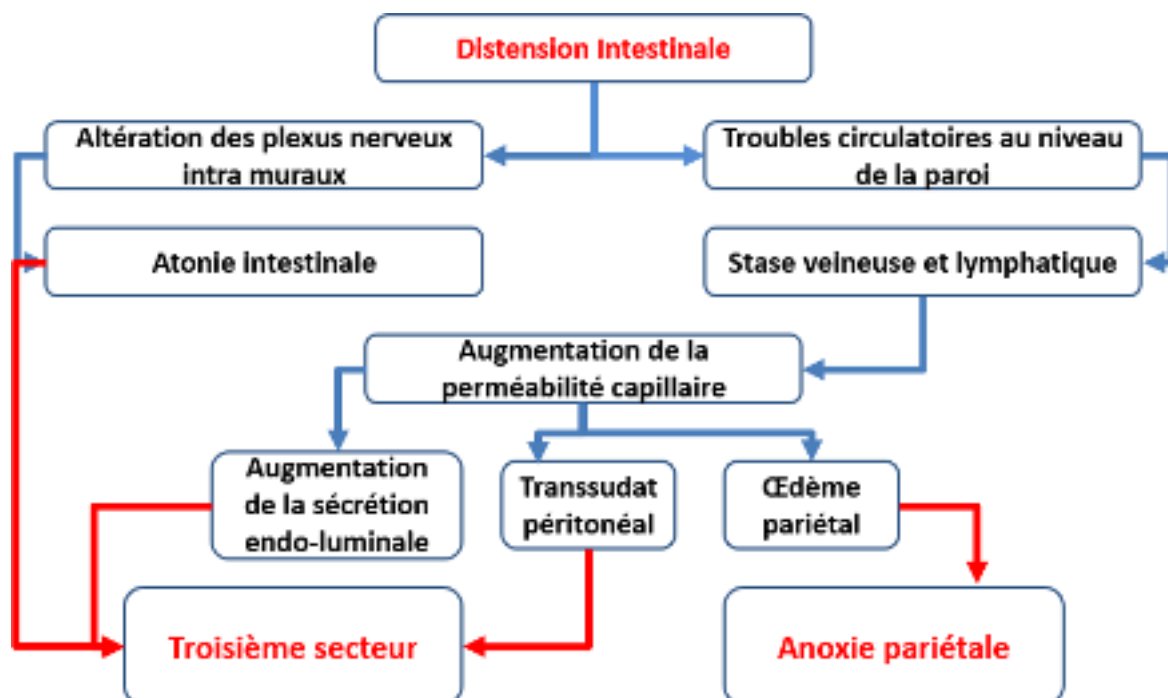 Distension Intestinale
Altération des plexus nerveux
intra muraux
Troubles circulatoires au niveau
de la paroi
Atonie intestinale
Stase veineuse et lymphatique
Augmentation de la
perméabilité capillaire
Augmentation
de la sécrétion
endo-luminale
Transsudat
péritonéal
Œdème
pariétal
Troisième secteur
Anoxie pariétale